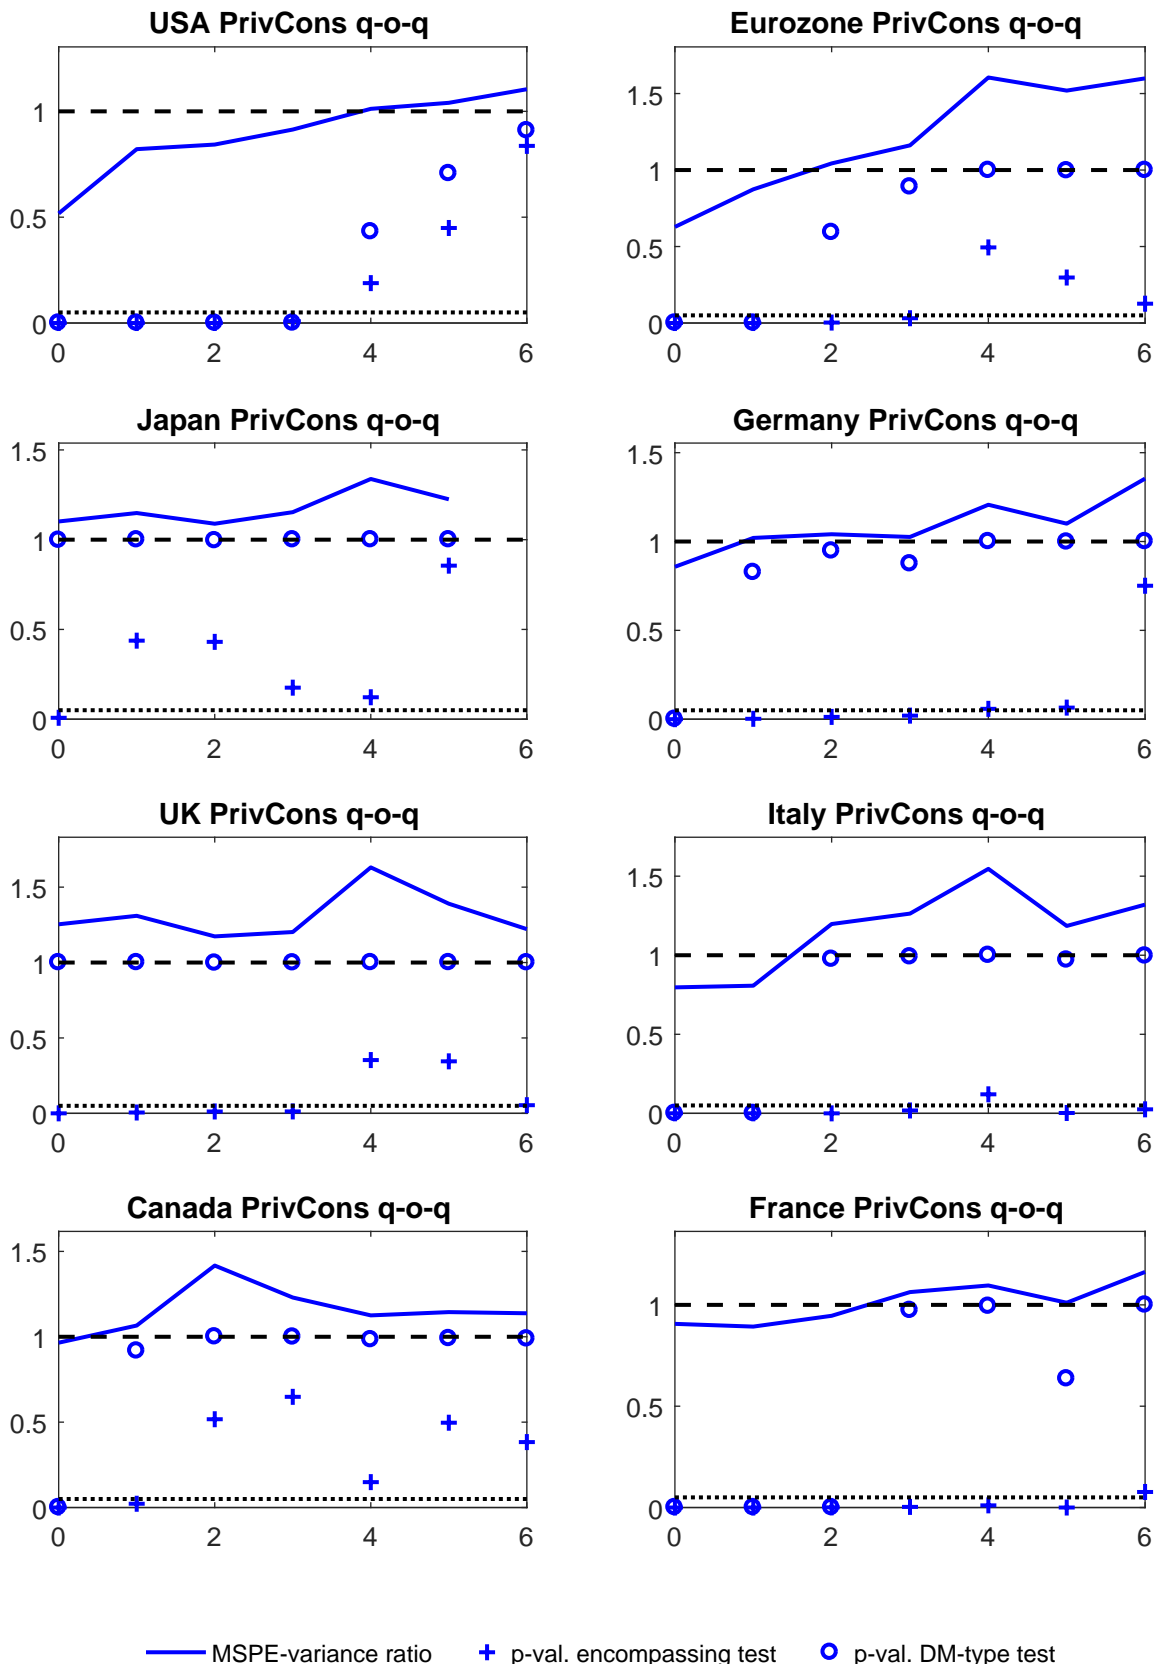 USA PrivCons q-o-q
1
0.5
0
0 2 4 6
Eurozone PrivCons q-o-q
1.5
1
0.5
0
0 2 4 6
Japan PrivCons q-o-q
1.5
1
0.5
0
0 2 4 6
Germany PrivCons q-o-q
1.5
1
0.5
0
0 2 4 6
UK PrivCons q-o-q
1.5
1
0.5
0
0 2 4 6
Italy PrivCons q-o-q
1.5
1
0.5
0
0 2 4 6
Canada PrivCons q-o-q
1.5
1
0.5
0
0 2 4 6
France PrivCons q-o-q
1
0.5
0
0 2 4 6
MSPE-variance ratio p-val. encompassing test p-val. DM-type test